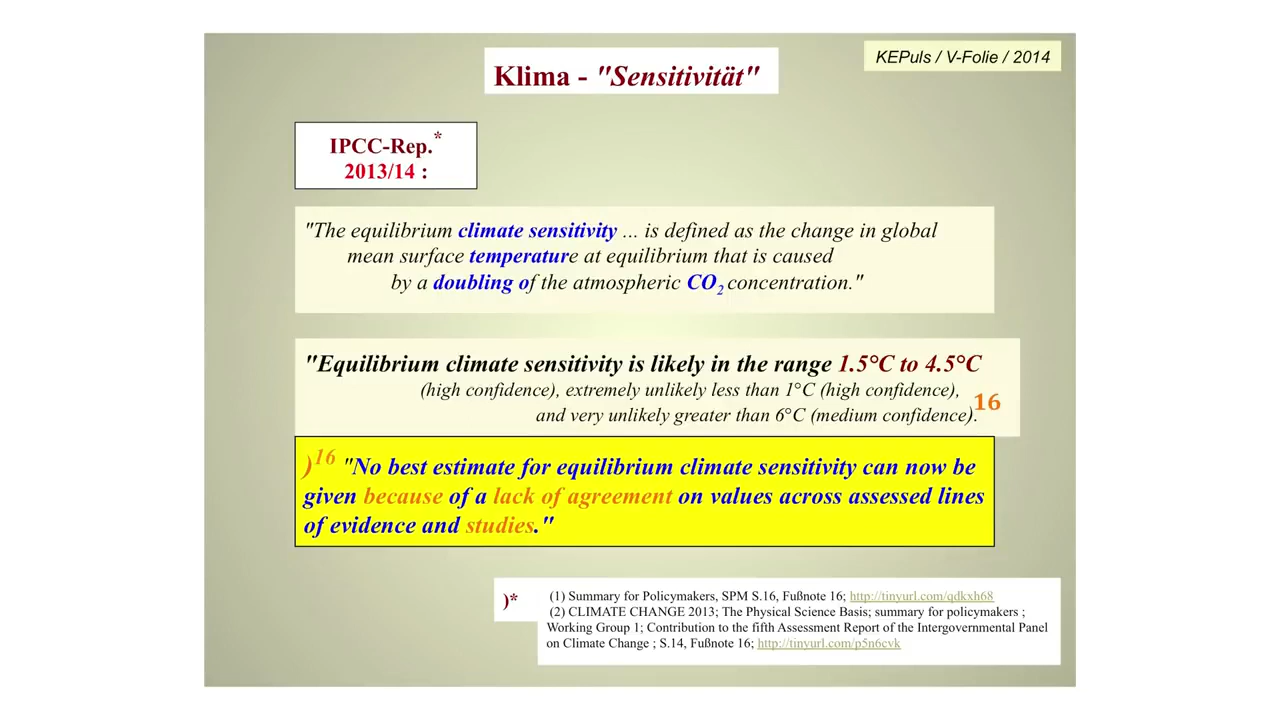 KEPuls / V-Folie / 2014
Klima - "Sensitivität"
IPCC-Rep.*
2013/14 :
"The equilibrium climate sensitivity ... is defined as the change in global
mean surface temperature at equilibrium that is caused
by a doubling of the atmospheric CO2 concentration."
"Equilibrium climate sensitivity is likely in the range 1.5°C to 4.5°C
(high confidence), extremely unlikely less than 1°C (high confidence),
and very unlikely greater than 6°C (medium confidence).16
)16 "No best estimate for equilibrium climate sensitivity can now be
given because of a lack of agreement on values across assessed lines
of evidence and studies."
)* (1) Summary for Policymakers, SPM S.16, Fußnote 16; http://tinyurl.com/qdkxh68
(2) CLIMATE CHANGE 2013; The Physical Science Basis; summary for policymakers ;
Working Group 1; Contribution to the fifth Assessment Report of the Intergovernmental Panel
on Climate Change ; S.14, Fußnote 16; http://tinyurl.com/p5n6cvk